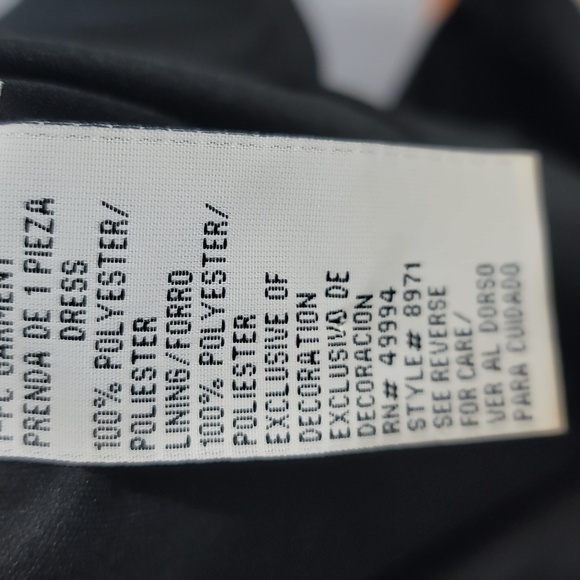 GARMENT
PRENDA DE 1 PIEZA
DRESS
100% POLYESTER/
POLIESTER
LINING/FORRO
100% POLYESTER/
POLIESTER
EXCLUSIVE OF
DECORATION
EXCLUSIVO DE
DECORACION
RN# 49994
STYLE# 8971
SEE REVERSE
FOR CARE/
VER AL DORSO
PARA CUIDADO